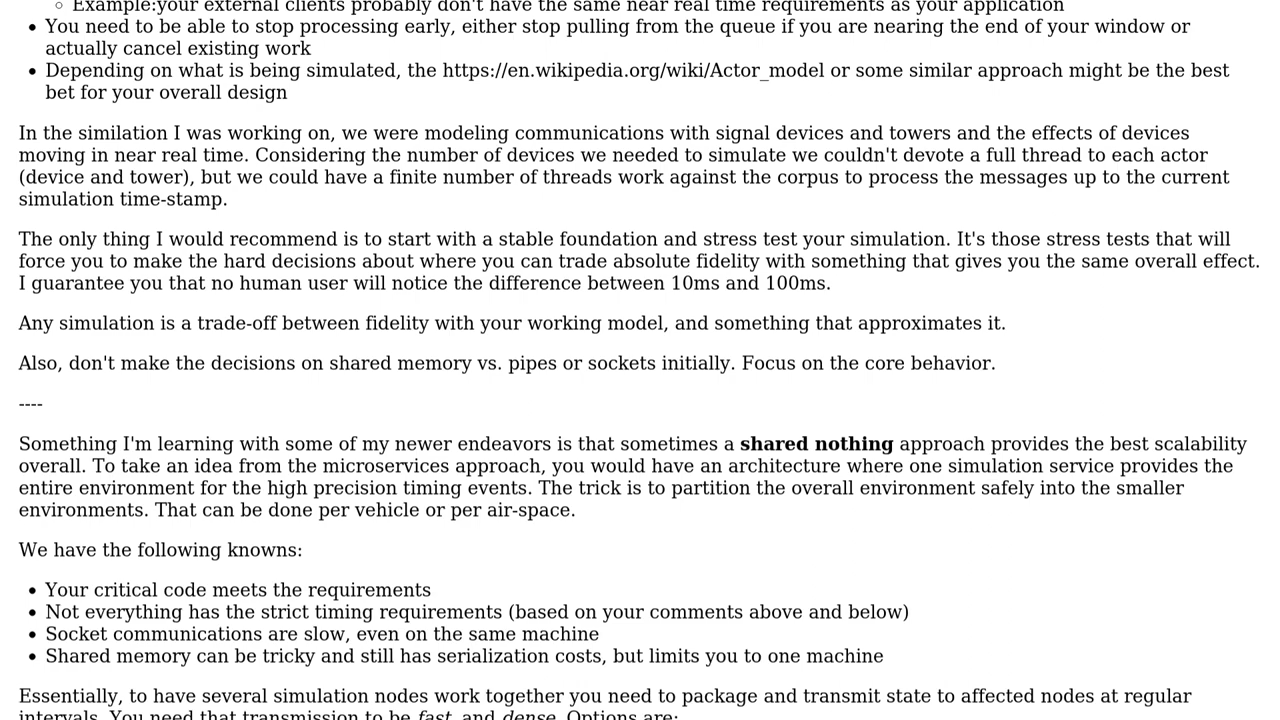 Example:your external clients probably don't have the same near real time requirements as your application
You need to be able to stop processing early, either stop pulling from the queue if you are nearing the end of your window or
actually cancel existing work
Depending on what is being simulated, the https://en.wikipedia.org/wiki/Actor_model or some similar approach might be the best
bet for your overall design
In the similation I was working on, we were modeling communications with signal devices and towers and the effects of devices
moving in near real time. Considering the number of devices we needed to simulate we couldn't devote a full thread to each actor
(device and tower), but we could have a finite number of threads work against the corpus to process the messages up to the current
simulation time-stamp.
The only thing I would recommend is to start with a stable foundation and stress test your simulation. It's those stress tests that will
force you to make the hard decisions about where you can trade absolute fidelity with something that gives you the same overall effect.
I guarantee you that no human user will notice the difference between 10ms and 100ms.
Any simulation is a trade-off between fidelity with your working model, and something that approximates it.
Also, don't make the decisions on shared memory vs. pipes or sockets initially. Focus on the core behavior.
----
Something I'm learning with some of my newer endeavors is that sometimes a shared nothing approach provides the best scalability
overall. To take an idea from the microservices approach, you would have an architecture where one simulation service provides the
entire environment for the high precision timing events. The trick is to partition the overall environment safely into the smaller
environments. That can be done per vehicle or per air-space.
We have the following knowns:
Your critical code meets the requirements
Not everything has the strict timing requirements (based on your comments above and below)
Socket communications are slow, even on the same machine
Shared memory can be tricky and still has serialization costs, but limits you to one machine
Essentially, to have several simulation nodes work together you need to package and transmit state to affected nodes at regular
intervals. You need that transmission to be fast, and dense. Options are: